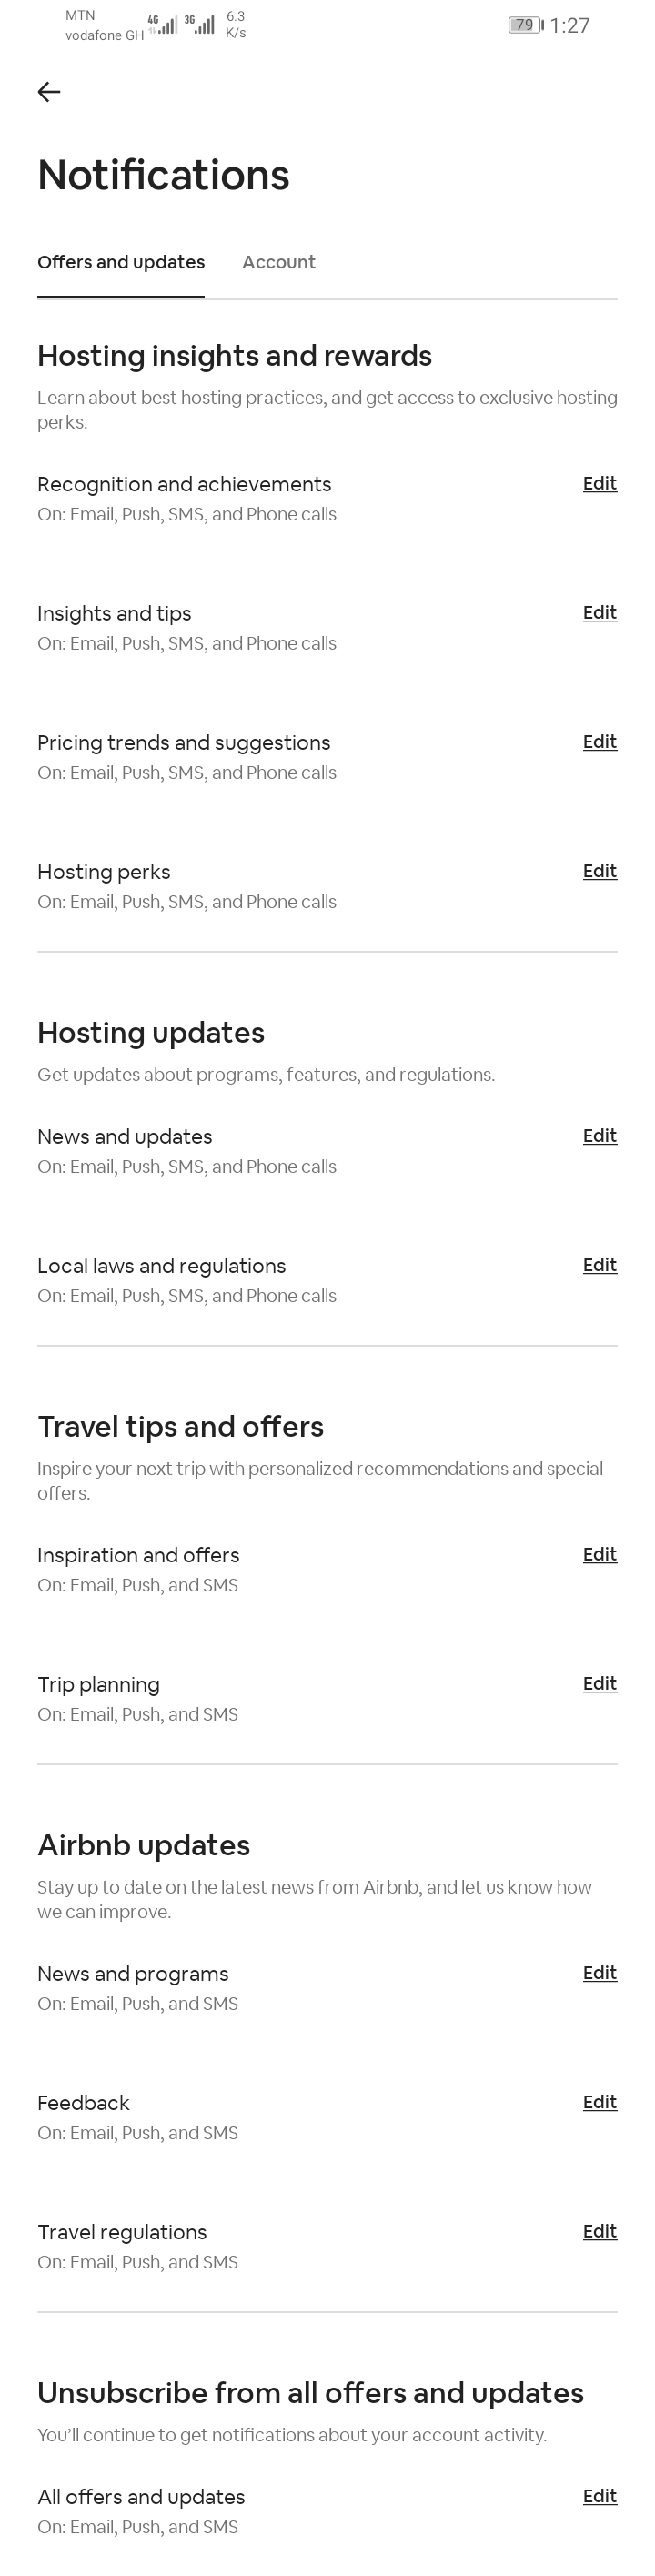 MTN
vodafone GH
4G
3G
6.3
K/s
79
1:27
Notifications
Offers and updates
Account
Hosting insights and rewards
Learn about best hosting practices, and get access to exclusive hosting
perks.
Recognition and achievements
Edit
On: Email, Push, SMS, and Phone calls
Insights and tips
Edit
On: Email, Push, SMS, and Phone calls
Pricing trends and suggestions
Edit
On: Email, Push, SMS, and Phone calls
Hosting perks
Edit
On: Email, Push, SMS, and Phone calls
Hosting updates
Get updates about programs, features, and regulations.
News and updates
Edit
On: Email, Push, SMS, and Phone calls
Local laws and regulations
Edit
On: Email, Push, SMS, and Phone calls
Travel tips and offers
Inspire your next trip with personalized recommendations and special
offers.
Inspiration and offers
Edit
On: Email, Push, and SMS
Trip planning
Edit
On: Email, Push, and SMS
Airbnb updates
Stay up to date on the latest news from Airbnb, and let us know how
we can improve.
News and programs
Edit
On: Email, Push, and SMS
Feedback
Edit
On: Email, Push, and SMS
Travel regulations
Edit
On: Email, Push, and SMS
Unsubscribe from all offers and updates
You’ll continue to get notifications about your account activity.
All offers and updates
Edit
On: Email, Push, and SMS